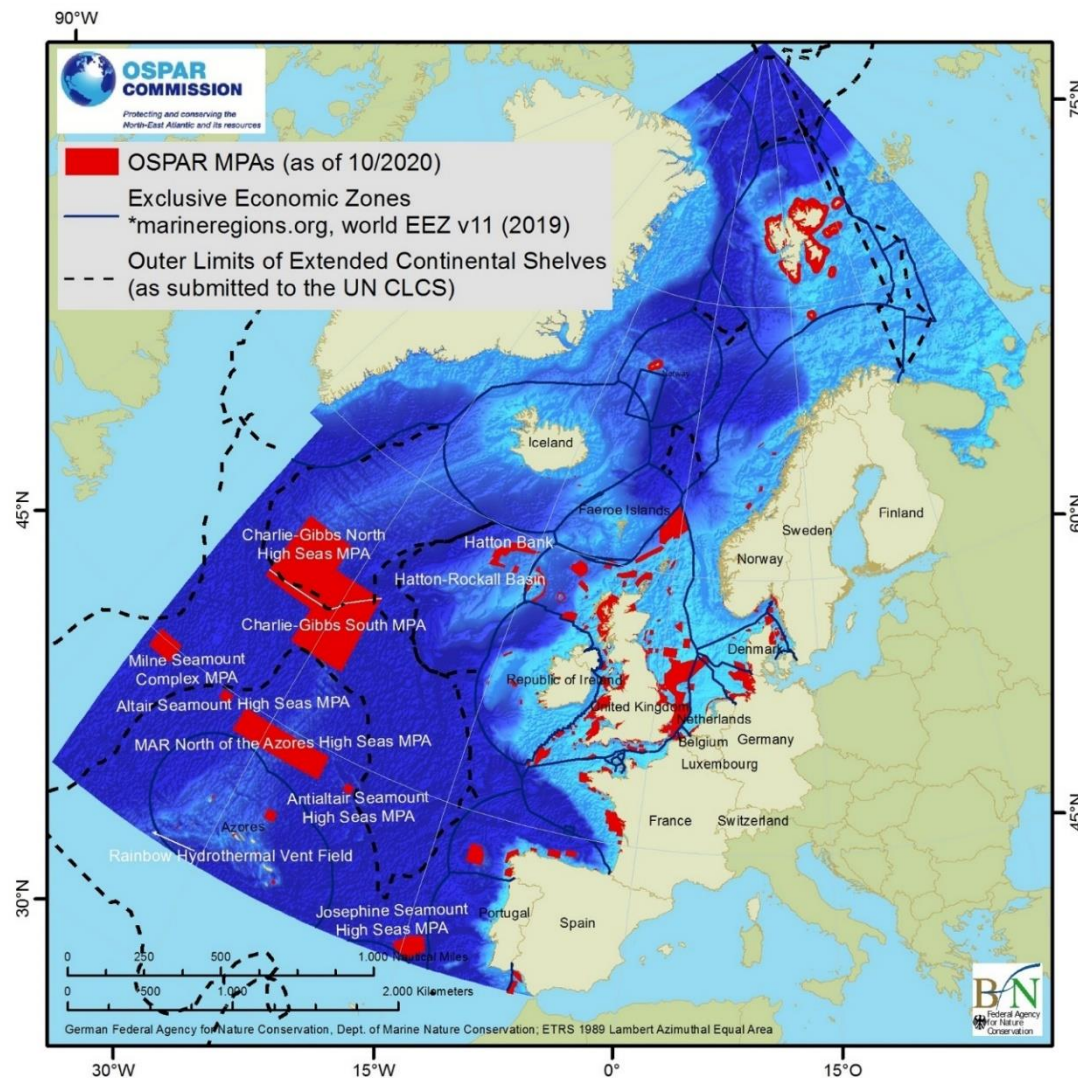 90°W
OSPAR
COMMISSION
Protecting and conserving the
North-East Atlantic and its resources
75°N
OSPAR MPAs (as of 10/2020)
Exclusive Economic Zones
*marineregions.org, world EEZ v11 (2019)
Outer Limits of Extended Continental Shelves
(as submitted to the UN CLCS)
Norway
Iceland
45°N
Faeroe Islands
60°N
Finland
Sweden
Norway
Charlie-Gibbs North
High Seas MPA
Hatton Bank
Hatton-Rockall Basin
Charlie-Gibbs South MPA
Denmark
Milne Seamount
Complex MPA
Republic of Ireland
United Kingdom
Altair Seamount High Seas MPA
Netherlands
MAR North of the Azores High Seas MPA
Belgium
Germany
Luxembourg
Antialtair Seamount
High Seas MPA
France
Switzerland
45°N
Azores
Rainbow Hydrothermal Vent Field
30°N
Josephine Seamount
High Seas MPA
Portugal
Spain
0 250 500 1.000 Nautical Miles
0 500 1.000 2.000 Kilometers
BfN
Federal Agency
for Nature
Conservation
German Federal Agency for Nature Conservation, Dept. of Marine Nature Conservation; ETRS 1989 Lambert Azimuthal Equal Area
30°W
15°W
0°
15°O